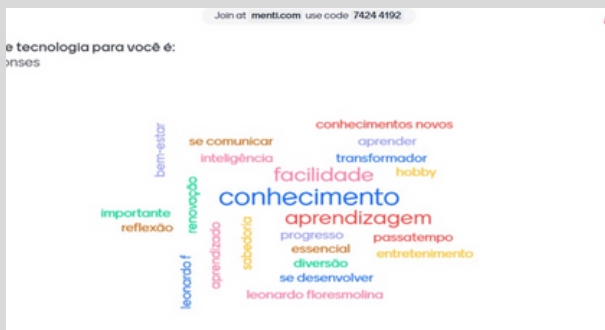 Join at menti.com use code 7424 4192
e tecnologia para você é:
onses
conhecimentos novos
se comunicar
aprender
bem-estar
inteligência
transformador
facilidade
hobby
renovação
conhecimento
importante
aprendizagem
reflexão
aprendizado
sabedoria
progresso
passatempo
essencial
entretenimento
diversão
leonardo f
se desenvolver
leonardo floresmolina